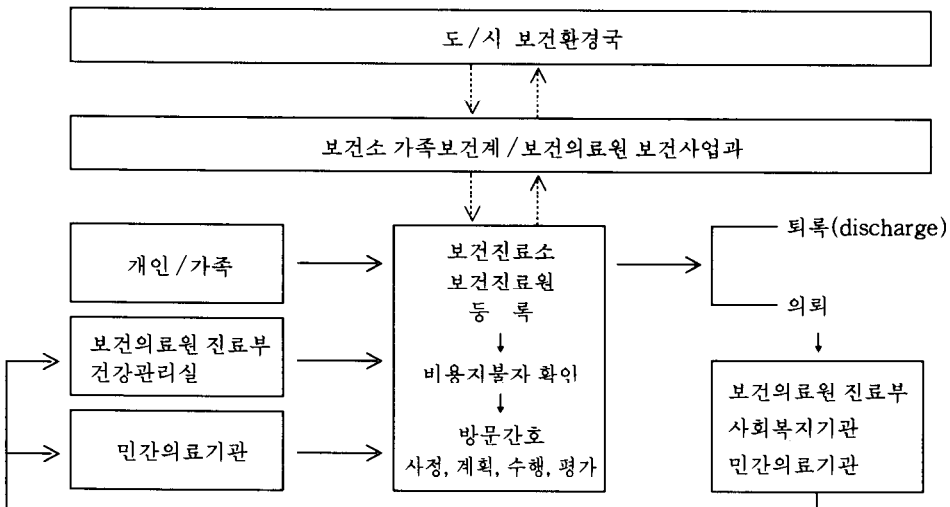 도/시 보건환경국
보건소 가족보건계/보건의료원 보건사업과
개인/가족
보건의료원 진료부
건강관리실
민간의료기관
보건진료소
보건진료원
등 록
비용지불자 확인
방문간호
사정, 계획, 수행, 평가
퇴록(discharge)
의뢰
보건의료원 진료부
사회복지기관
민간의료기관